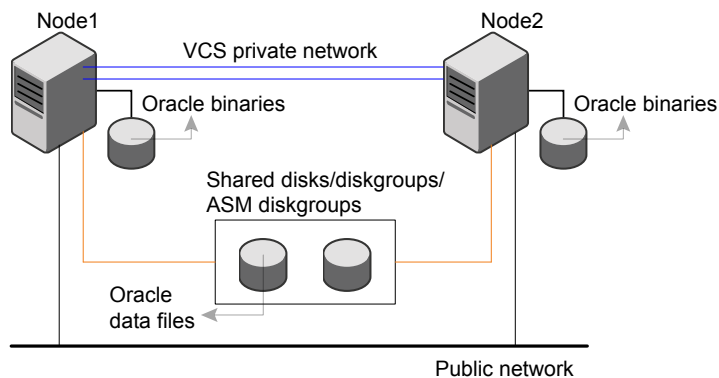 Node1
Node2
VCS private network
Oracle binaries
Oracle binaries
Shared disks/diskgroups/
ASM diskgroups
Oracle
data files
Public network